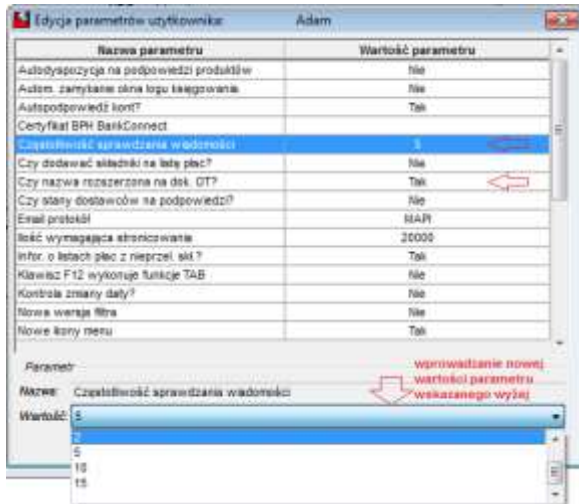 Edycja parametrów użytkownika: Adam
Nazwa parametru Wartość parametru
Autodyspozycja na podpowiedzi produktów Nie
Autom. zamykanie okna logu księgowania Nie
Autopodpowiedź kont? Tak
Certyfikat BPH BankConnect
Częstotliwość sprawdzania wiadomości 5
Czy dodawać składniki na listę płac? Nie
Czy nazwa rozszerzona na dok. OT? Tak
Czy stany dostawców na podpowiedzi? Nie
Email protokół MAPI
Ilość wymagająca stronicowania 20000
Infor. o listach płac z nieprzel. skł.? Tak
Klawisz F12 wykonuje funkcje TAB Nie
Kontrola zmiany daty? Nie
Nowa wersja filtra Nie
Nowe ikony menu Tak
Parametr
wprowadzanie nowej
wartości parametru
wskazanego wyżej
Nazwa: Częstotliwość sprawdzania wiadomości
Wartość: 5
2
5
10
15